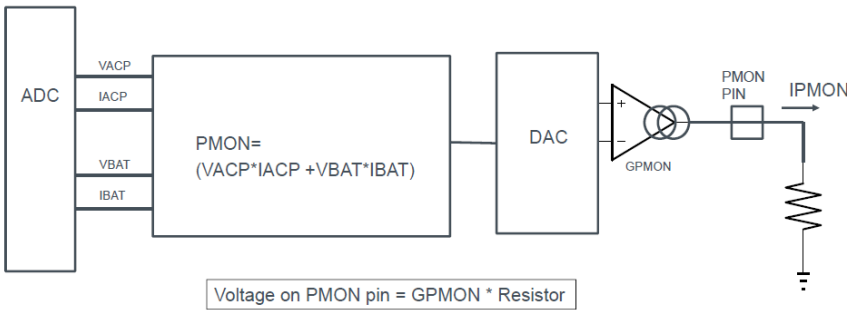 ADC
VACP
IACP
VBAT
IBAT
PMON=
(VACP*IACP +VBAT*IBAT)
DAC
+
−
GPMON
PMON
PIN
IPMON
Voltage on PMON pin = GPMON * Resistor